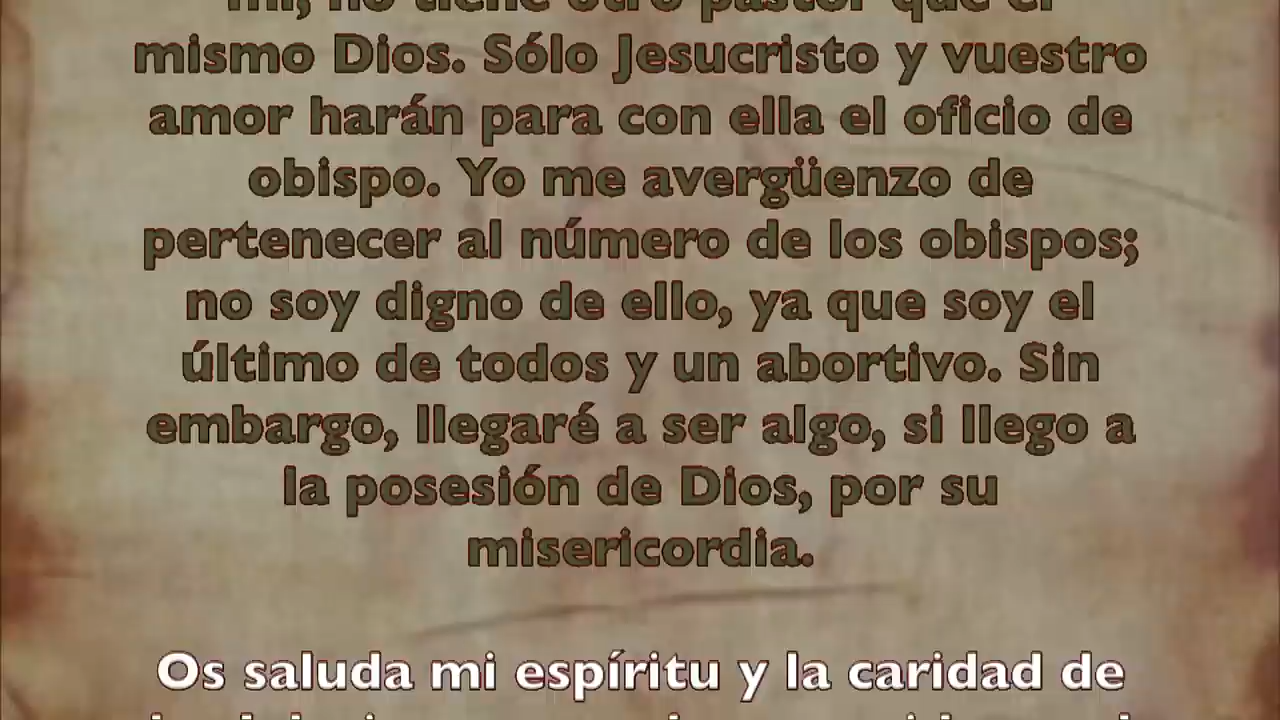 mí, no tiene otro pastor que el
mismo Dios. Sólo Jesucristo y vuestro
amor harán para con ella el oficio de
obispo. Yo me avergüenzo de
pertenecer al número de los obispos;
no soy digno de ello, ya que soy el
último de todos y un abortivo. Sin
embargo, llegaré a ser algo, si llego a
la posesión de Dios, por su
misericordia.
Os saluda mi espíritu y la caridad de